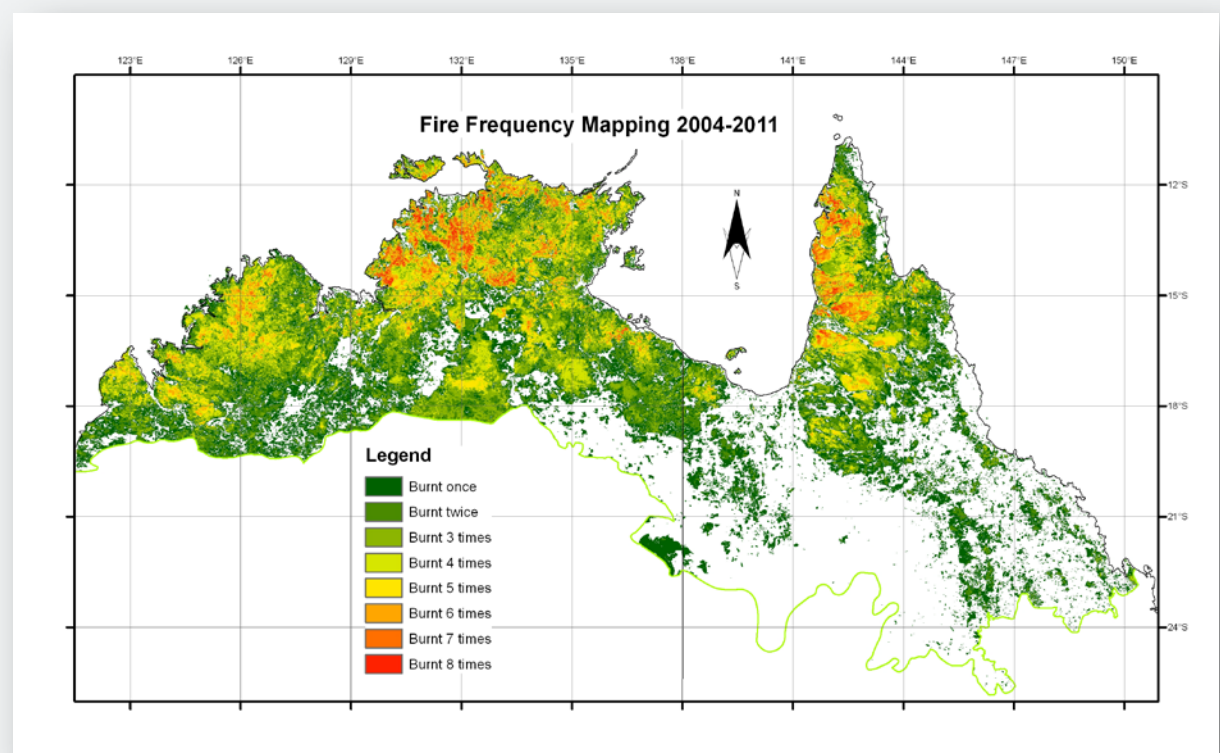 123°E 126°E 129°E 132°E 135°E 138°E 141°E 144°E 147°E 150°E
Fire Frequency Mapping 2004-2011
12°S
N
S
15°S
18°S
Legend
Burnt once
Burnt twice
21°S
Burnt 3 times
Burnt 4 times
Burnt 5 times
Burnt 6 times
24°S
Burnt 7 times
Burnt 8 times